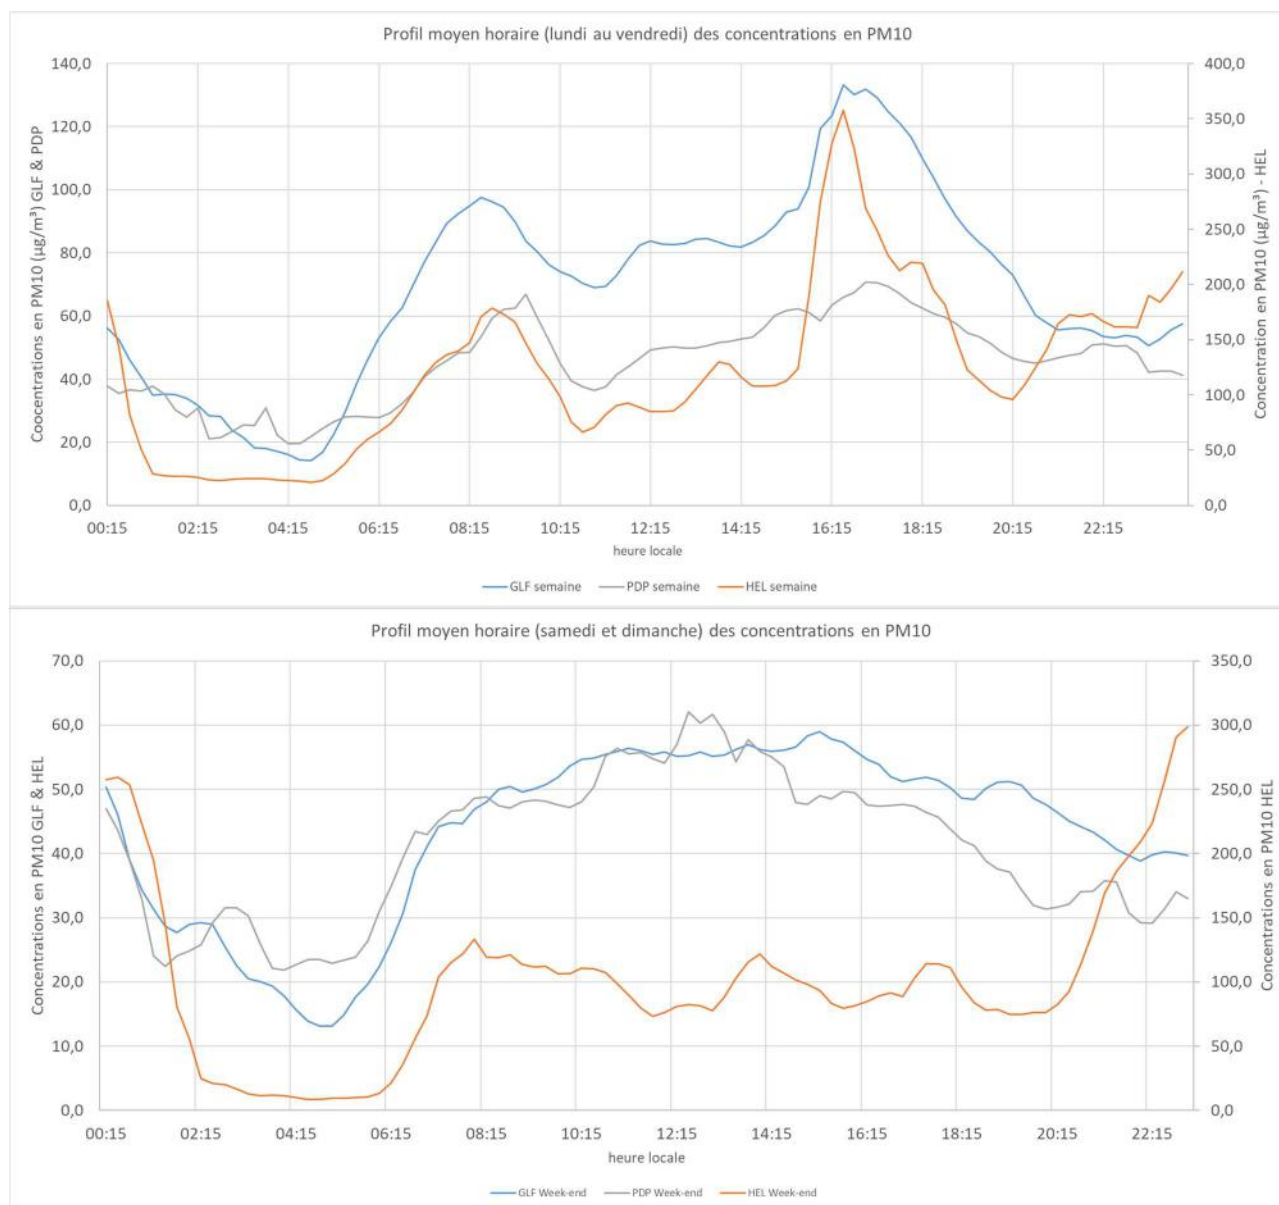 Profil moyen horaire (lundi au vendredi) des concentrations en PM10
140,0
120,0
100,0
80,0
60,0
40,0
20,0
0,0
Coocentrations en PM10 (µg/m³) GLF & PDP
400,0
350,0
300,0
250,0
200,0
150,0
100,0
50,0
0,0
Concentration en PM10 (µg/m³) - HEL
00:15 02:15 04:15 06:15 08:15 10:15 12:15 14:15 16:15 18:15 20:15 22:15
heure locale
GLF semaine PDP semaine HEL semaine
Profil moyen horaire (samedi et dimanche) des concentrations en PM10
70,0
60,0
50,0
40,0
30,0
20,0
10,0
0,0
Concentrations en PM10 GLF & HEL
350,0
300,0
250,0
200,0
150,0
100,0
50,0
0,0
Concentrations en PM10 HEL
00:15 02:15 04:15 06:15 08:15 10:15 12:15 14:15 16:15 18:15 20:15 22:15
heure locale
GLF Week-end PDP Week-end HEL Week-end